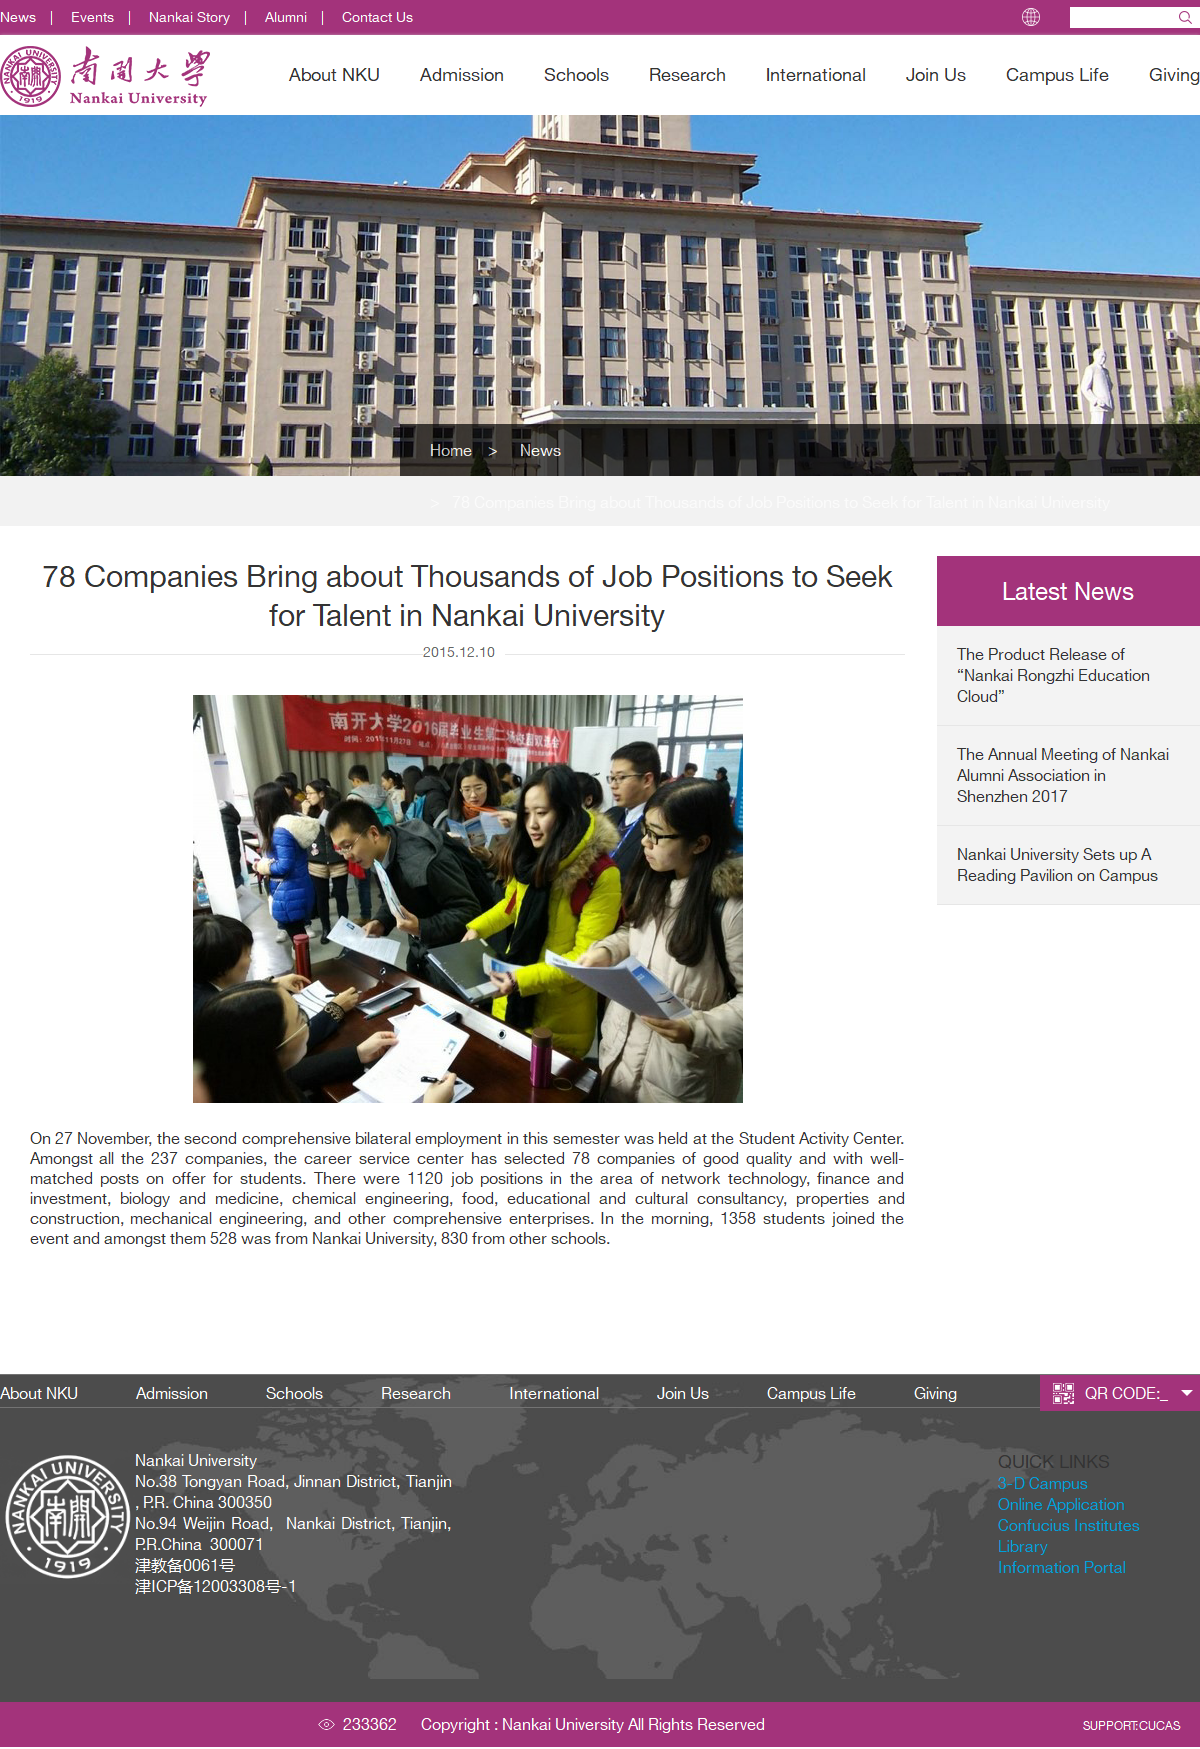 News | Events | Nankai Story | Alumni | Contact Us
南開大學
Nankai University
NANKAI UNIVERSITY
1919
About NKU Admission Schools Research International Join Us Campus Life Giving
Home > News
> 78 Companies Bring about Thousands of Job Positions to Seek for Talent in Nankai University
78 Companies Bring about Thousands of Job Positions to Seek
for Talent in Nankai University
2015.12.10
南开大学2016届毕业生第二场校园双选会
On 27 November, the second comprehensive bilateral employment in this semester was held at the Student Activity Center.
Amongst all the 237 companies, the career service center has selected 78 companies of good quality and with well-
matched posts on offer for students. There were 1120 job positions in the area of network technology, finance and
investment, biology and medicine, chemical engineering, food, educational and cultural consultancy, properties and
construction, mechanical engineering, and other comprehensive enterprises. In the morning, 1358 students joined the
event and amongst them 528 was from Nankai University, 830 from other schools.
Latest News
The Product Release of
“Nankai Rongzhi Education
Cloud”
The Annual Meeting of Nankai
Alumni Association in
Shenzhen 2017
Nankai University Sets up A
Reading Pavilion on Campus
About NKU Admission Schools Research International Join Us Campus Life Giving
QR CODE:_
NANKAI UNIVERSITY
南開
1919
Nankai University
No.38 Tongyan Road, Jinnan District, Tianjin
, P.R. China 300350
No.94 Weijin Road, Nankai District, Tianjin,
P.R.China 300071
津教备0061号
津ICP备12003308号-1
QUICK LINKS
3-D Campus
Online Application
Confucius Institutes
Library
Information Portal
233362 Copyright : Nankai University All Rights Reserved
SUPPORT:CUCAS